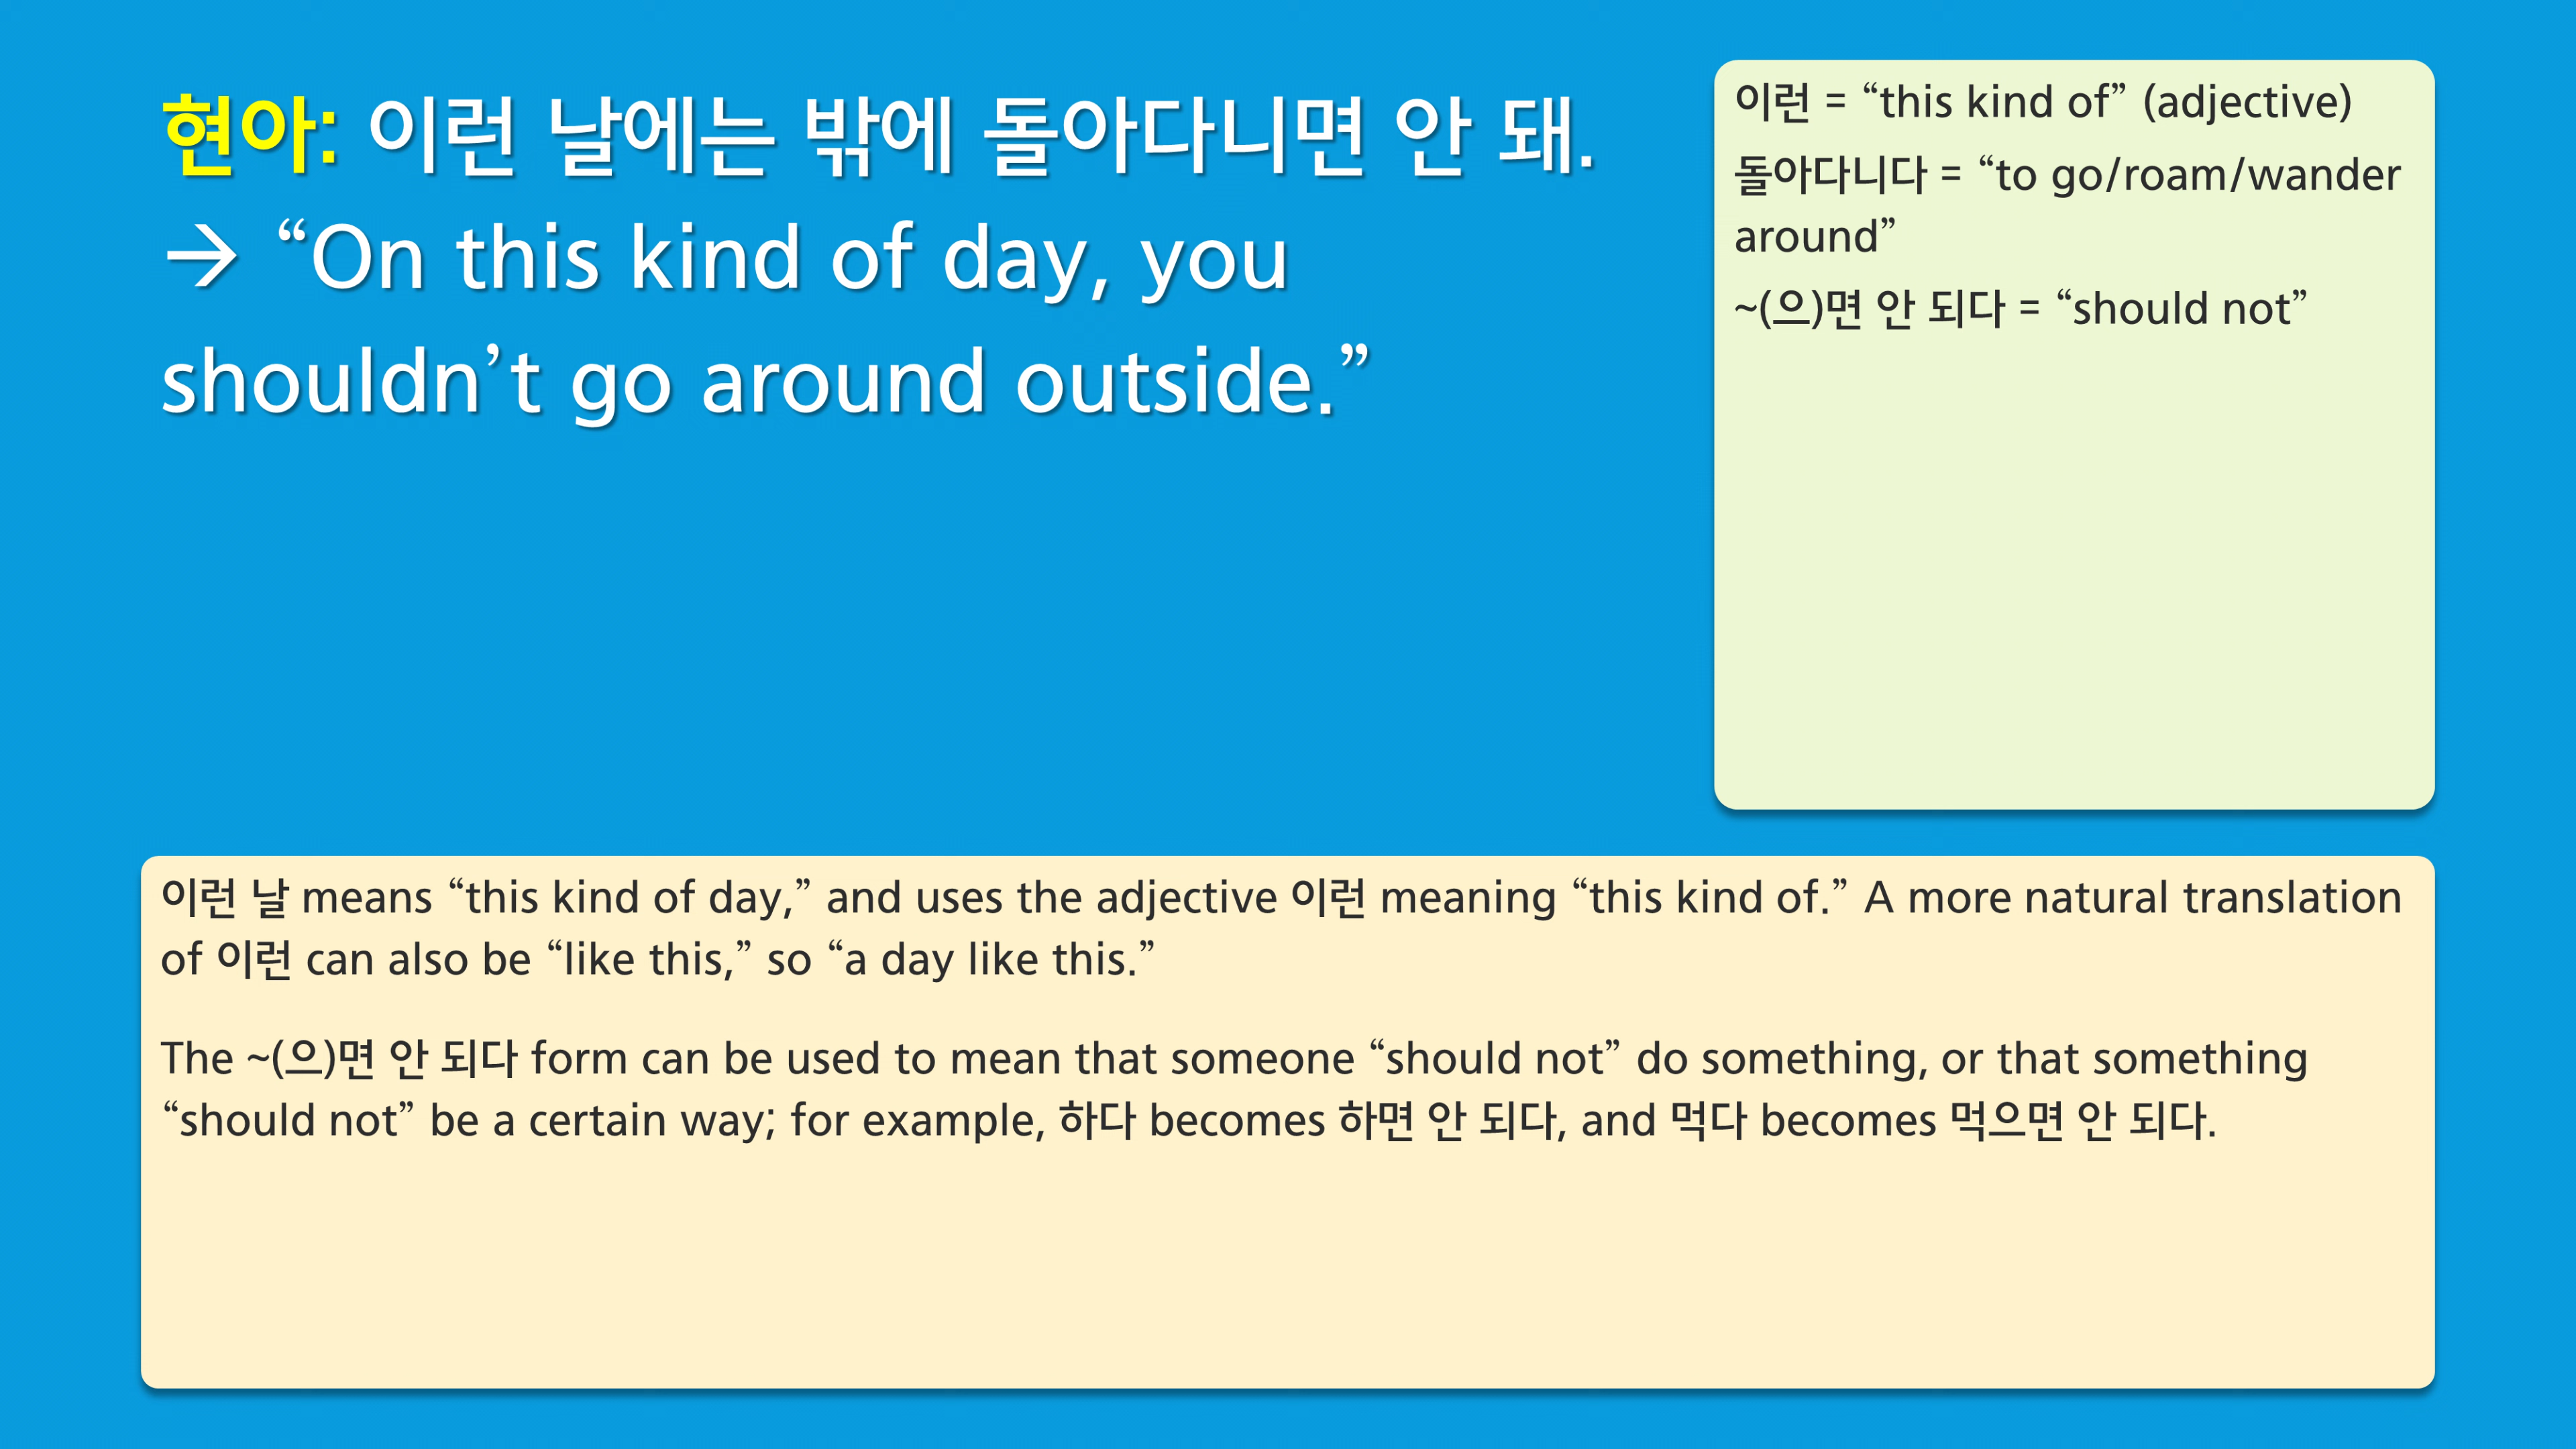 현아: 이런 날에는 밖에 돌아다니면 안 돼.
→ “On this kind of day, you
shouldn’t go around outside.”
이런 = “this kind of” (adjective)
돌아다니다 = “to go/roam/wander
around”
~(으)면 안 되다 = “should not”
이런 날 means “this kind of day,” and uses the adjective 이런 meaning “this kind of.” A more natural translation
of 이런 can also be “like this,” so “a day like this.”
The ~(으)면 안 되다 form can be used to mean that someone “should not” do something, or that something
“should not” be a certain way; for example, 하다 becomes 하면 안 되다, and 먹다 becomes 먹으면 안 되다.